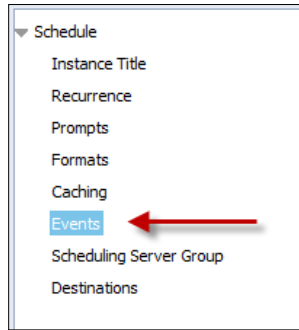 Schedule
Instance Title
Recurrence
Prompts
Formats
Caching
Events
Scheduling Server Group
Destinations